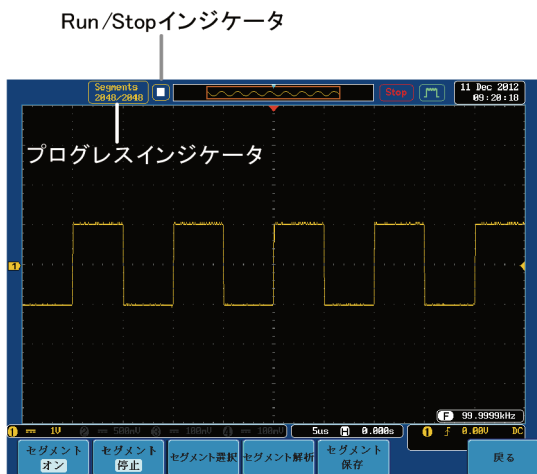 Run/Stopインジケータ
Segments
2048/2048
Stop
11 Dec 2012
09:20:18
プログレスインジケータ
1
F 99.9999kHz
1 1V 2 500mV 3 100mV 4 100mV 5us H 0.000s 1 0.00V DC
セグメント
オン
セグメント
停止
セグメント選択
セグメント解析
セグメント
保存
戻る